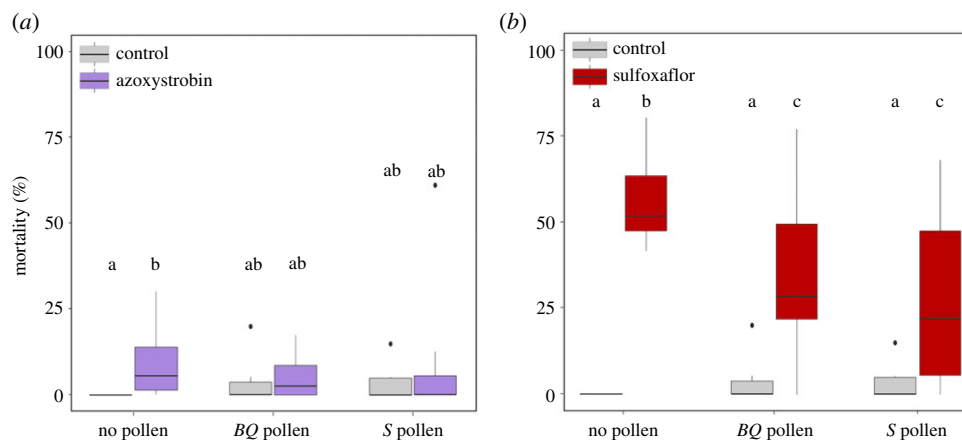 (a)
100
75
50
25
0
mortality (%)
control
azoxystrobin
a b ab ab ab ab
no pollen BQ pollen S pollen
(b)
100
75
50
25
0
control
sulfoxaflor
a b a c a c
no pollen BQ pollen S pollen